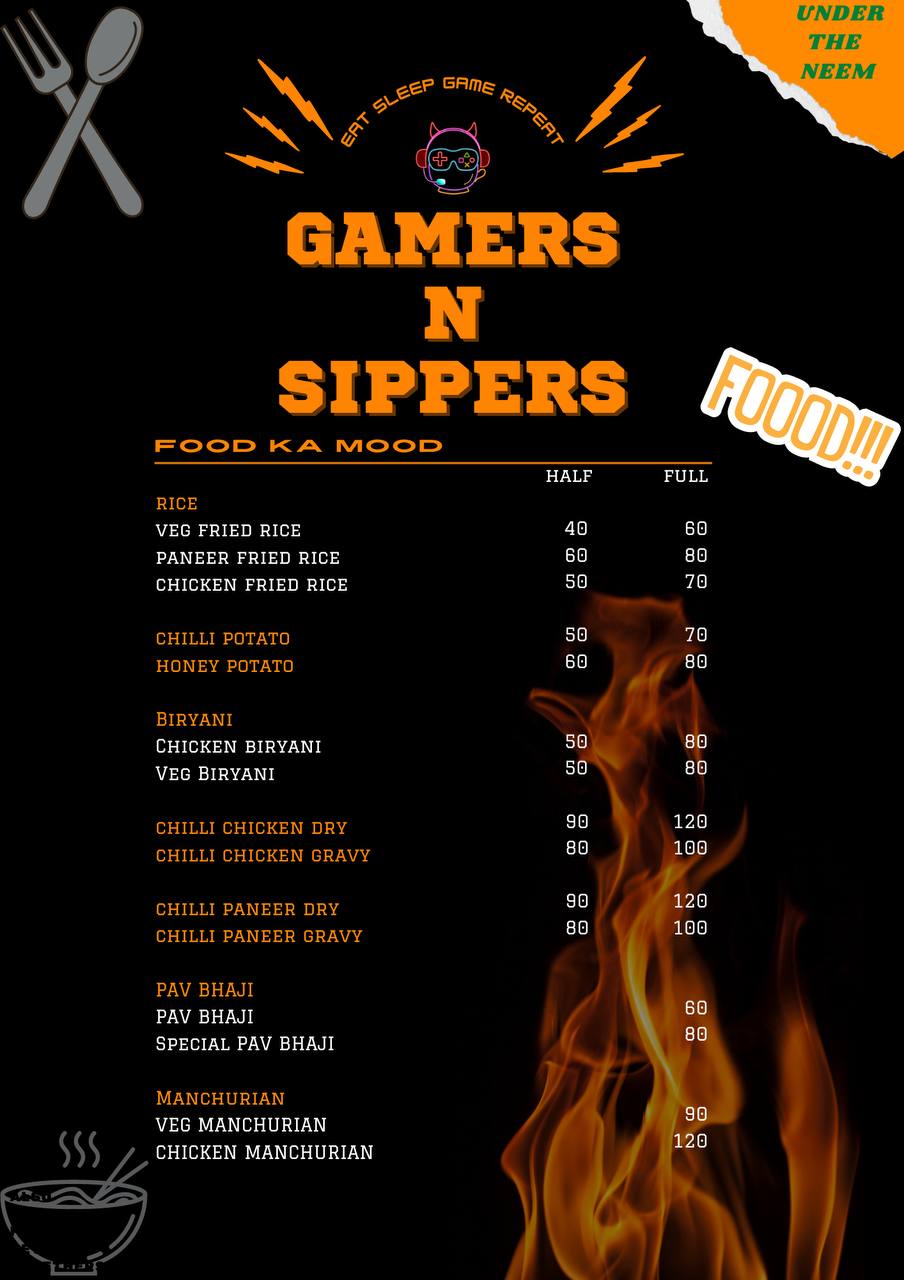 UNDER
THE
NEEM
EAT SLEEP GAME REPEAT
GAMERS
N
SIPPERS
FOOOD!!!
FOOD KA MOOD
HALF FULL
RICE
VEG FRIED RICE 40 60
PANEER FRIED RICE 60 80
CHICKEN FRIED RICE 50 70
CHILLI POTATO 50 70
HONEY POTATO 60 80
BIRYANI
CHICKEN BIRYANI 50 80
VEG BIRYANI 50 80
CHILLI CHICKEN DRY 90 120
CHILLI CHICKEN GRAVY 80 100
CHILLI PANEER DRY 90 120
CHILLI PANEER GRAVY 80 100
PAV BHAJI
PAV BHAJI 60
SPECIAL PAV BHAJI 80
MANCHURIAN
VEG MANCHURIAN 90
CHICKEN MANCHURIAN 120